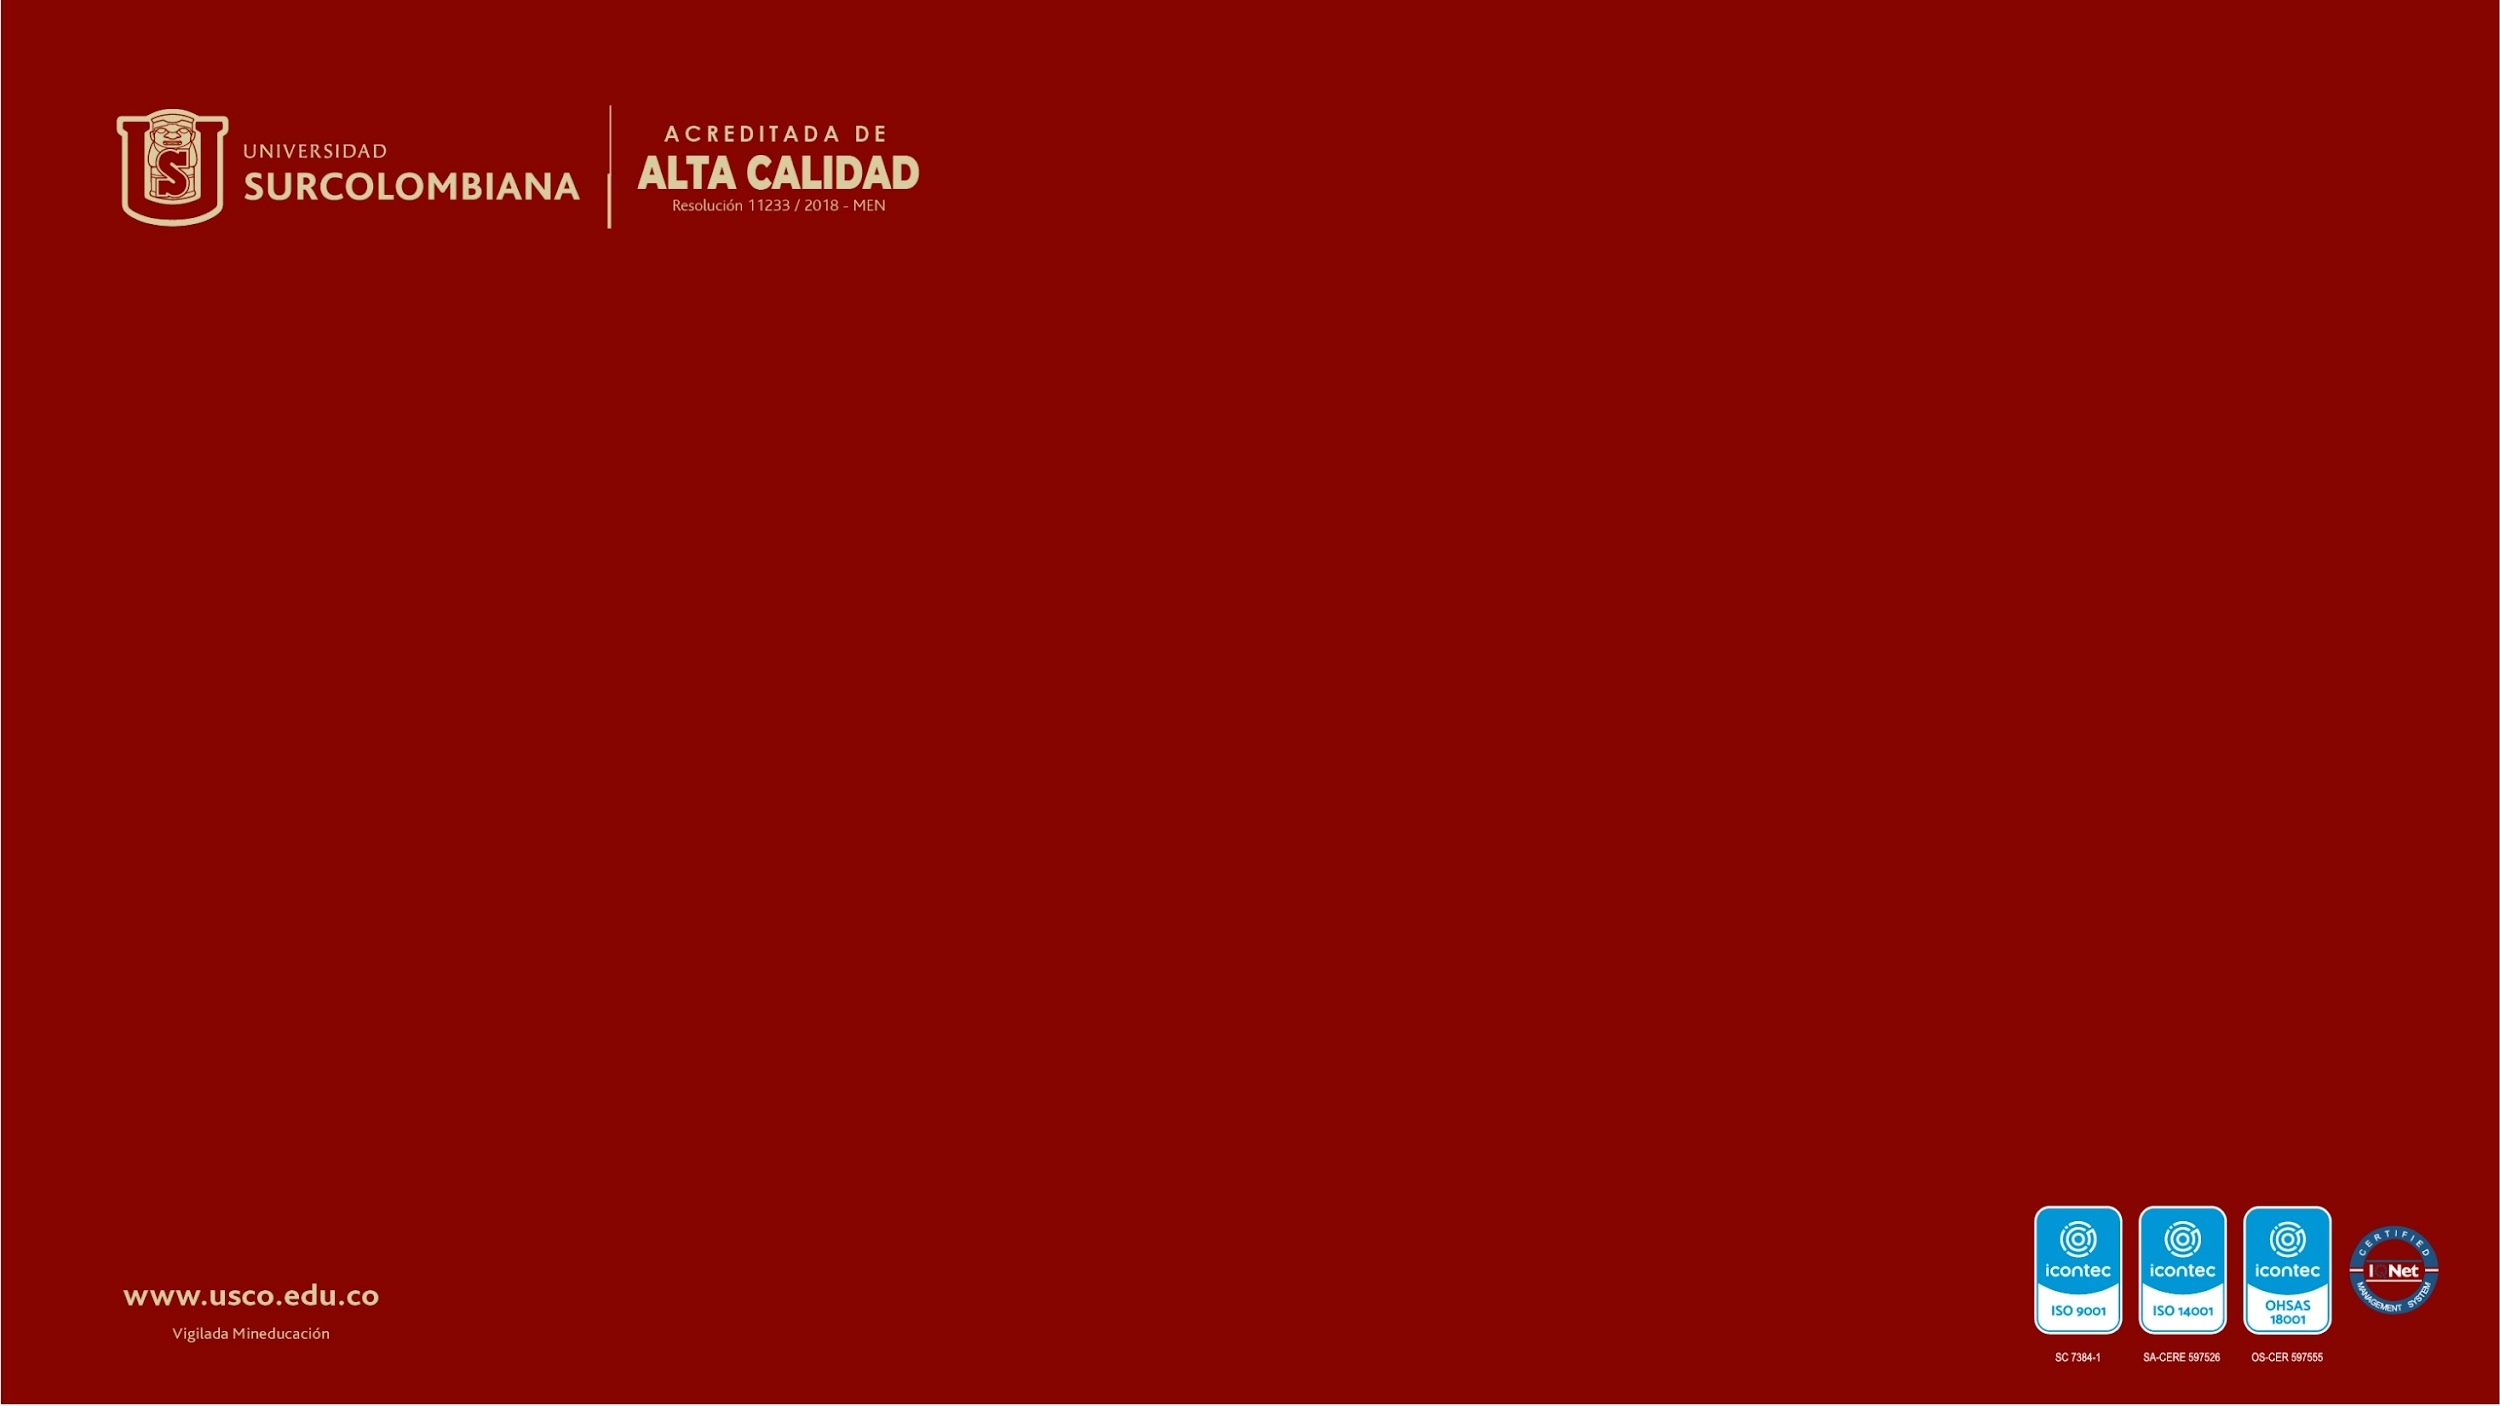 UNIVERSIDAD
SURCOLOMBIANA
ACREDITADA DE
ALTA CALIDAD
Resolución 11233 / 2018 - MEN
www.usco.edu.co
Vigilada Mineducación
icontec
ISO 9001
SC 7384-1
icontec
ISO 14001
SA-CERE 597526
icontec
OHSAS
18001
OS-CER 597555
CERTIFIED
IQNet
MANAGEMENT SYSTEM